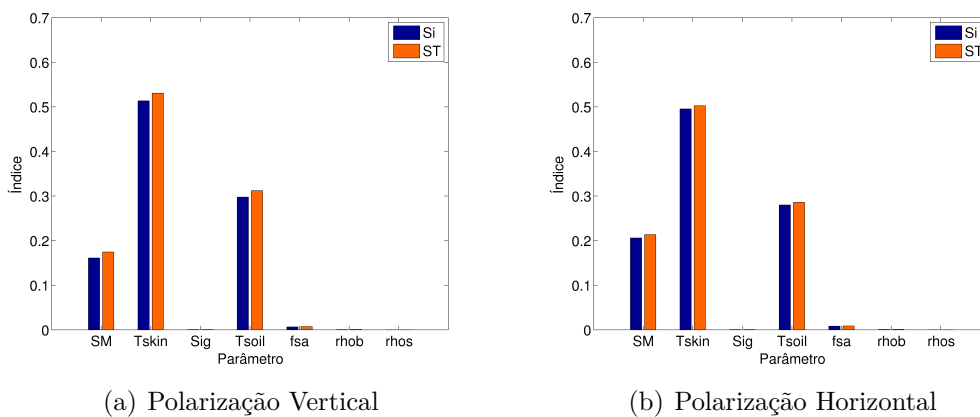 0.7
0.6
0.5
0.4
0.3
0.2
0.1
0
Índice
Si
ST
SM Tskin Sig Tsoil fsa rhob rhos
Parâmetro
(a) Polarização Vertical
0.7
0.6
0.5
0.4
0.3
0.2
0.1
0
Índice
Si
ST
SM Tskin Sig Tsoil fsa rhob rhos
Parâmetro
(b) Polarização Horizontal